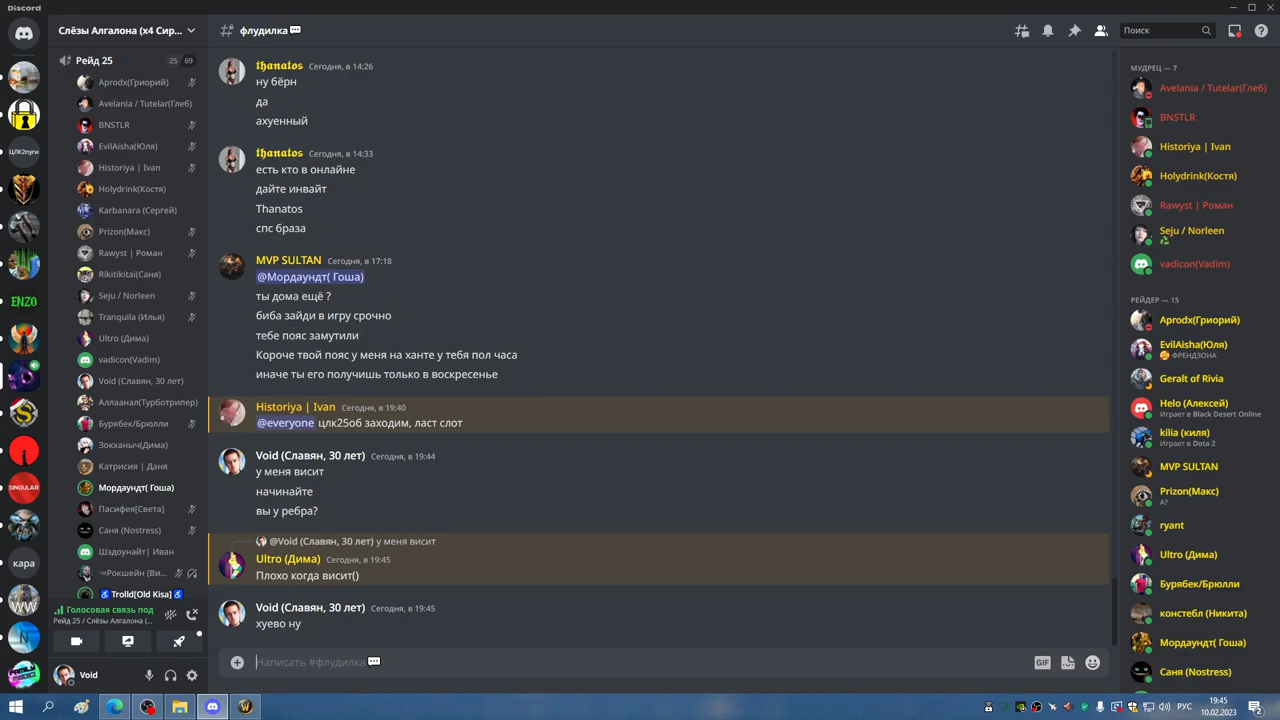 Discord
Слёзы Алгалона (x4 Сир...
Рейд 25
25 69
Aprodx(Гриорий)
Avelania / Tutelar(Глеб)
BNSTLR
EvilAisha(Юля)
Historiya | Ivan
Holydrink(Костя)
Karbanara (Сергей)
Prizon(Макс)
Rawyst | Роман
Rikitikitai(Саня)
Seju / Norleen
Tranquila (Илья)
Ultro (Дима)
vadicon(Vadim)
Void (Славян, 30 лет)
Аллаанал(Турботрипер)
Бурябек/Брюлли
Зокханыч(Дима)
Катрисия | Даня
Мордаундт( Гоша)
Пасифея[Света]
Саня (Nostress)
Шэдоунайт| Иван
Рокшейн (Ви...
Trolld[Old Kisa]
Голосовая связь под
Рейд 25 / Слёзы Алгалона (...
Void
ЦЛК2пуги
ENZO
SINGULAR
кара
WW
флудилка
Поиск
thanatos Сегодня, в 14:26
ну бёрн
да
ахуенный
thanatos Сегодня, в 14:33
есть кто в онлайне
дайте инвайт
Thanatos
спс браза
MVP SULTAN Сегодня, в 17:18
@Мордаундт( Гоша)
ты дома ещё ?
биба зайди в игру срочно
тебе пояс замутили
Короче твой пояс у меня на ханте у тебя пол часа
иначе ты его получишь только в воскресенье
Historiya | Ivan Сегодня, в 19:40
@everyone цлк25об заходим, ласт слот
Void (Славян, 30 лет) Сегодня, в 19:44
у меня висит
начинайте
вы у ребра?
@Void (Славян, 30 лет) у меня висит
Ultro (Дима) Сегодня, в 19:45
Плохо когда висит()
Void (Славян, 30 лет) Сегодня, в 19:45
хуево ну
Написать #флудилка
GIF
МУДРЕЦ — 7
Avelania / Tutelar(Глеб)
BNSTLR
Historiya | Ivan
Holydrink(Костя)
Rawyst | Роман
Seju / Norleen
vadicon(Vadim)
РЕЙДЕР — 15
Aprodx(Гриорий)
EvilAisha(Юля)
ФРЕНДЗОНА
Geralt of Rivia
Helo (Алексей)
Играет в Black Desert Online
kilia (киля)
Играет в Dota 2
MVP SULTAN
Prizon(Макс)
А?
ryant
Ultro (Дима)
Бурябек/Брюлли
констебл (Никита)
Мордаундт( Гоша)
Саня (Nostress)
РУС
19:45
10.02.2023
2